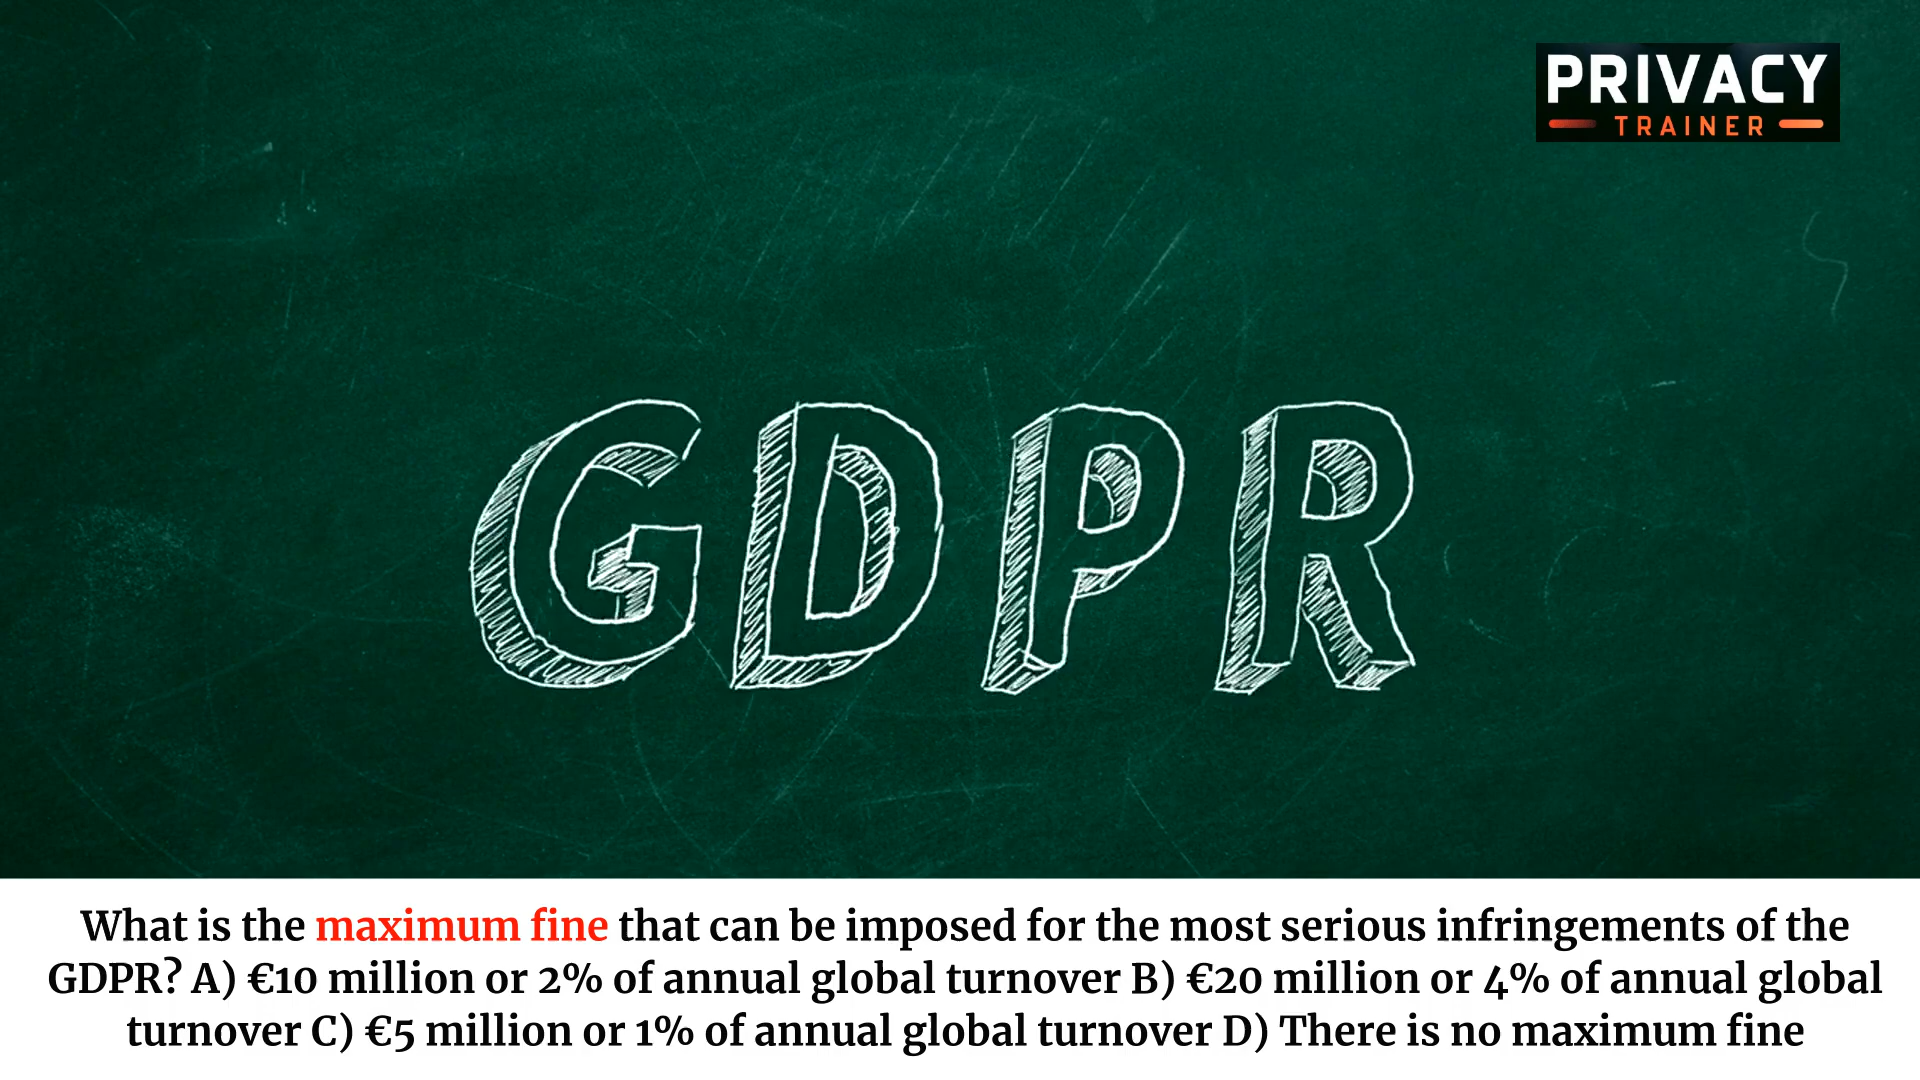 PRIVACY
TRAINER
GDPR
What is the maximum fine that can be imposed for the most serious infringements of the
GDPR? A) €10 million or 2% of annual global turnover B) €20 million or 4% of annual global
turnover C) €5 million or 1% of annual global turnover D) There is no maximum fine